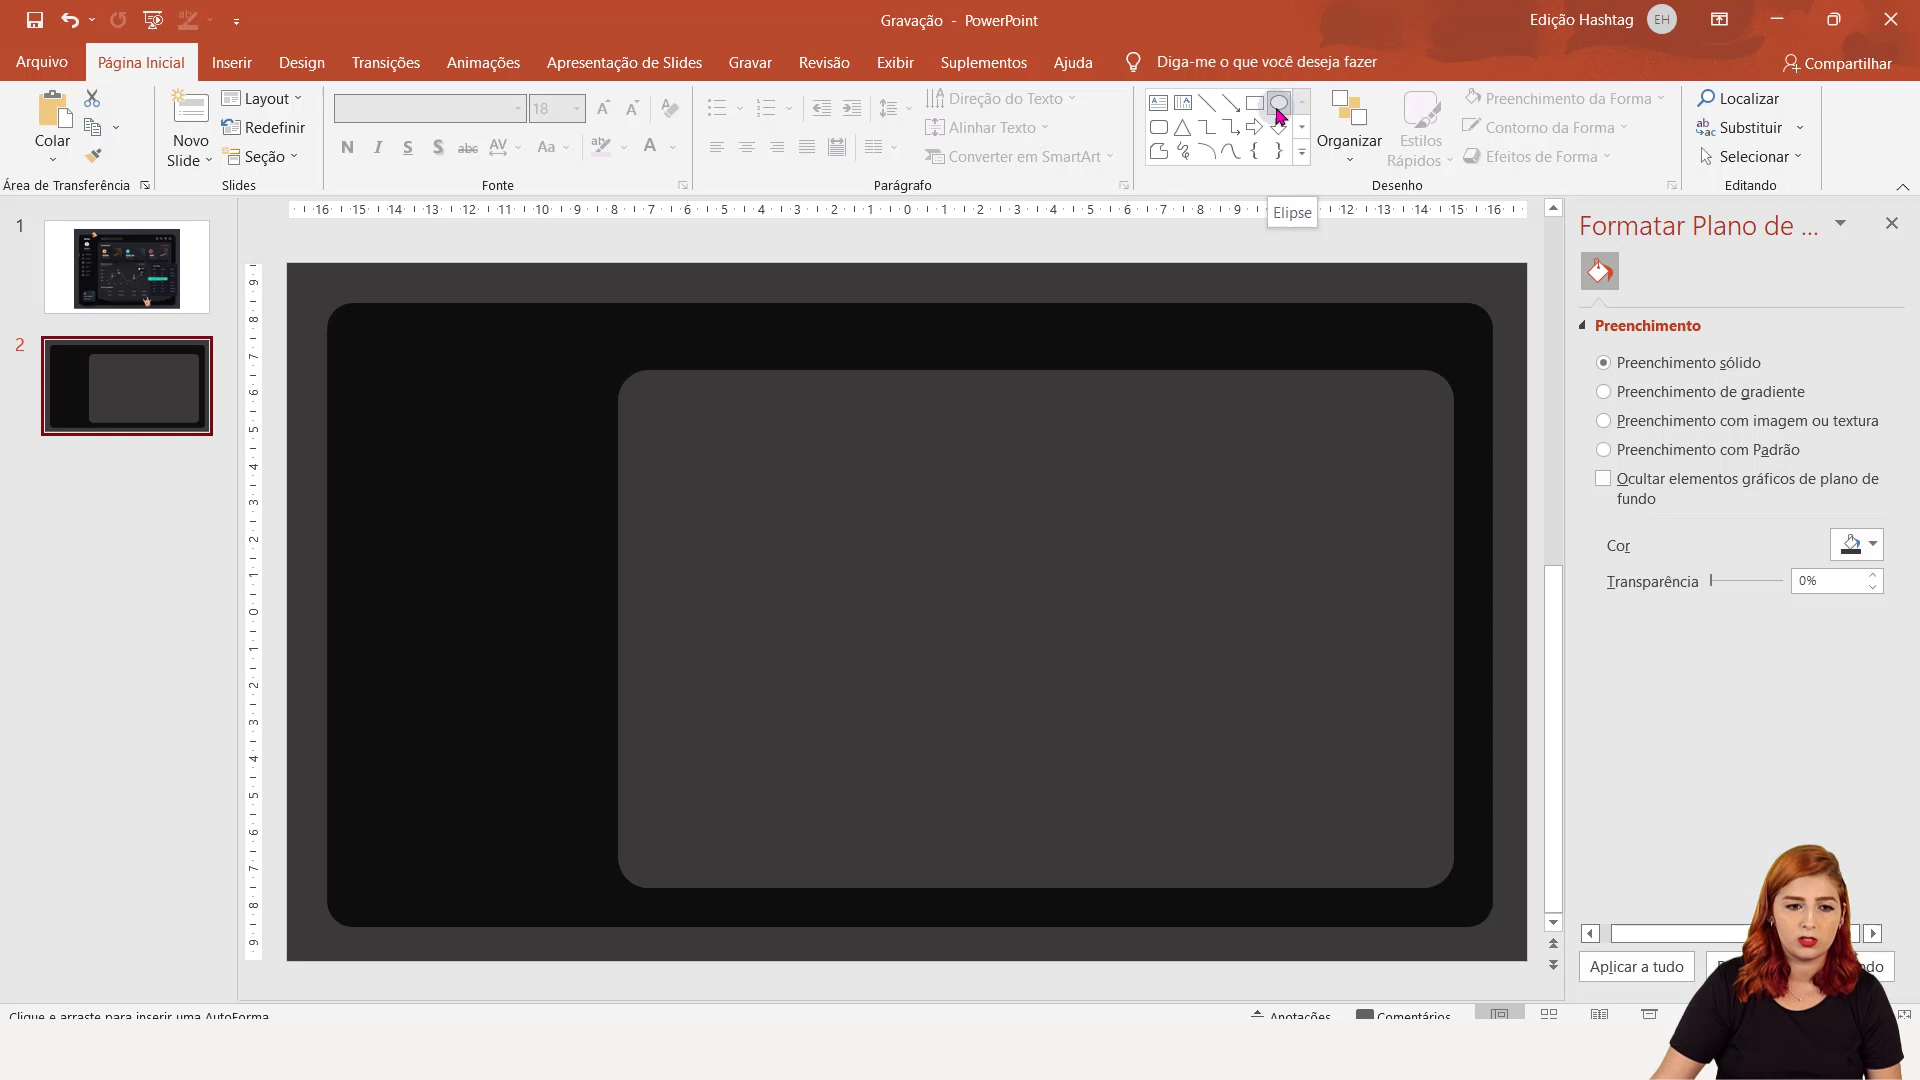 Gravação - PowerPoint
Edição Hashtag
EH
Arquivo
Página Inicial
Inserir
Design
Transições
Animações
Apresentação de Slides
Gravar
Revisão
Exibir
Suplementos
Ajuda
Diga-me o que você deseja fazer
Compartilhar
Colar
Área de Transferência
Novo
Slide
Layout
Redefinir
Seção
Slides
18
N
I
S
S
abc
AV
Aa
A
Fonte
Direção do Texto
Alinhar Texto
Converter em SmartArt
Parágrafo
Organizar
Estilos
Rápidos
Preenchimento da Forma
Contorno da Forma
Efeitos de Forma
Desenho
Localizar
Substituir
Selecionar
Editando
Elipse
1
2
Formatar Plano de ...
Preenchimento
Preenchimento sólido
Preenchimento de gradiente
Preenchimento com imagem ou textura
Preenchimento com Padrão
Ocultar elementos gráficos de plano de
fundo
Cor
Transparência
0%
Aplicar a tudo
Clique e arraste para inserir uma AutoForma
Anotações
Comentários